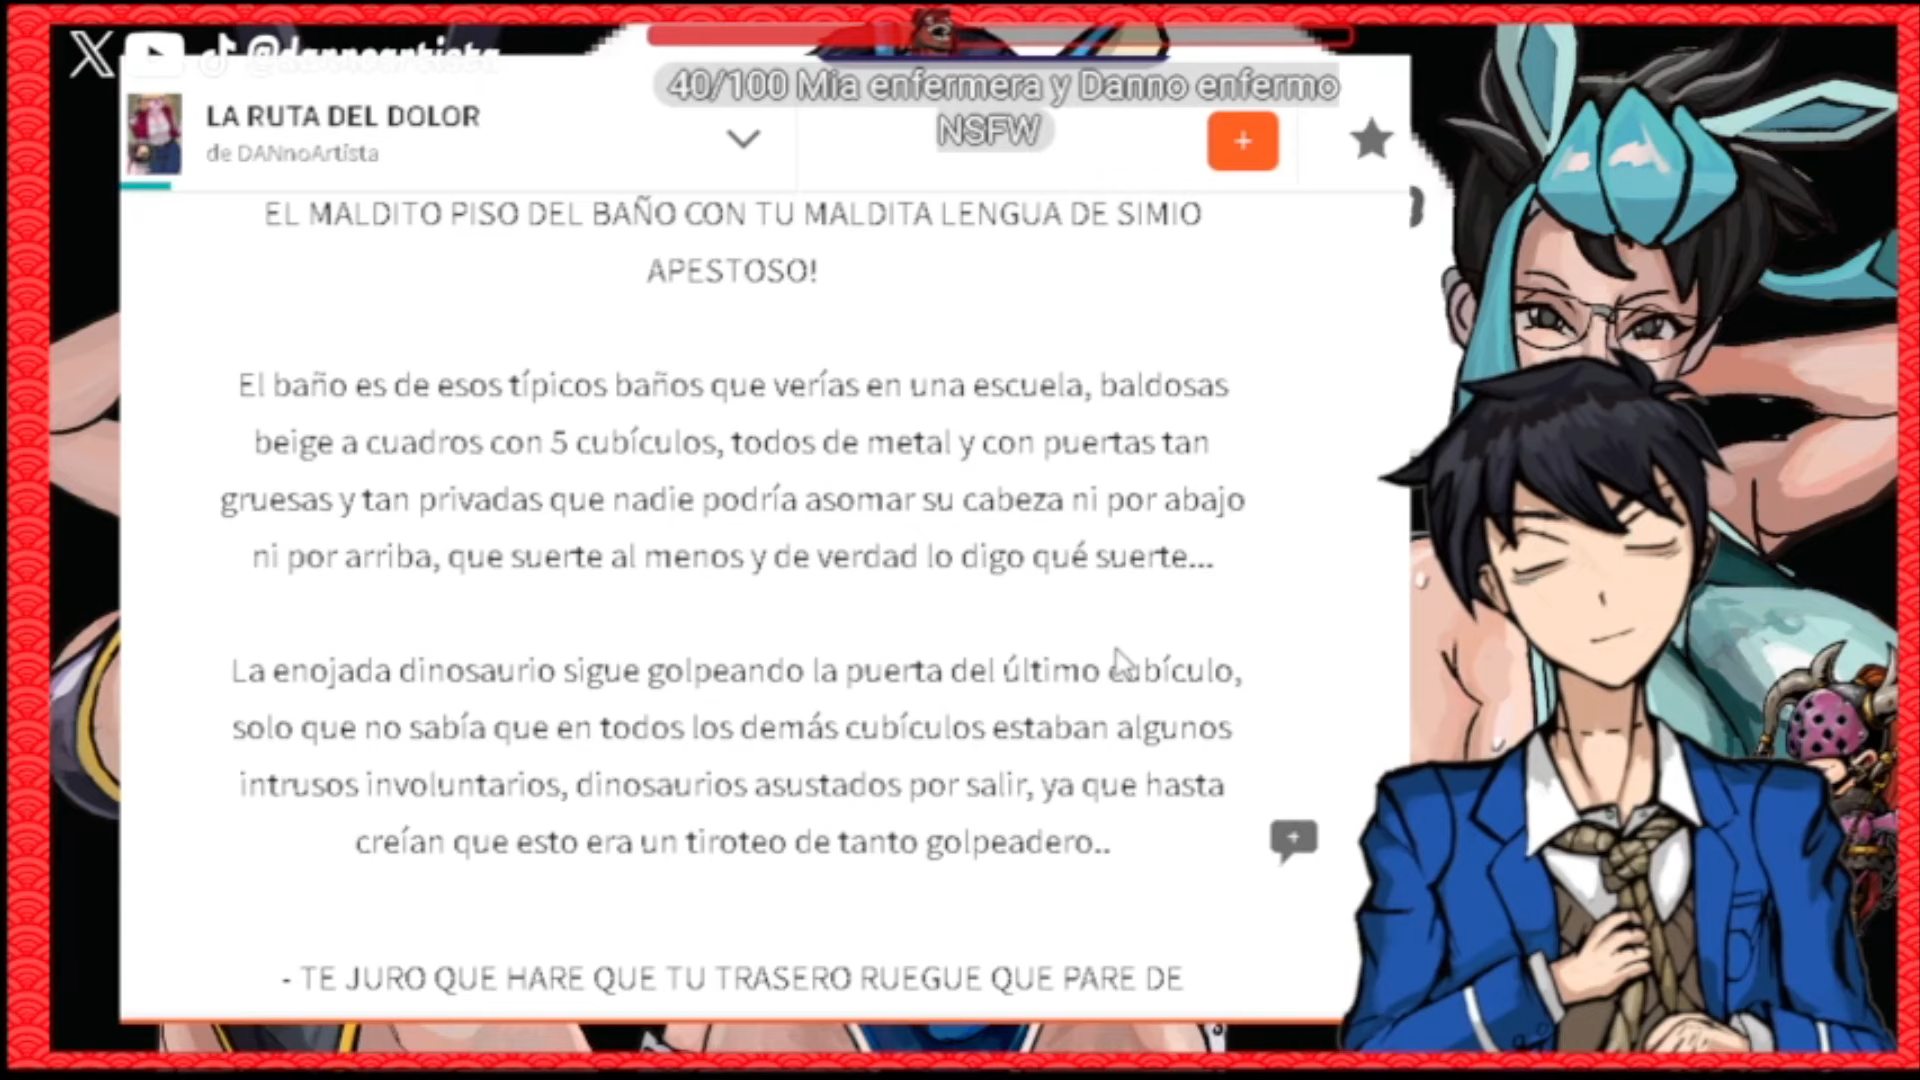 @dannoartista
40/100 Mia enfermera y Danno enfermo
NSFW
LA RUTA DEL DOLOR
de DANnoArtista
EL MALDITO PISO DEL BAÑO CON TU MALDITA LENGUA DE SIMIO
APESTOSO!
El baño es de esos típicos baños que verías en una escuela, baldosas
beige a cuadros con 5 cubículos, todos de metal y con puertas tan
gruesas y tan privadas que nadie podría asomar su cabeza ni por abajo
ni por arriba, que suerte al menos y de verdad lo digo qué suerte...
La enojada dinosaurio sigue golpeando la puerta del último cubículo,
solo que no sabía que en todos los demás cubículos estaban algunos
intrusos involuntarios, dinosaurios asustados por salir, ya que hasta
creían que esto era un tiroteo de tanto golpeadero..
- TE JURO QUE HARE QUE TU TRASERO RUEGUE QUE PARE DE